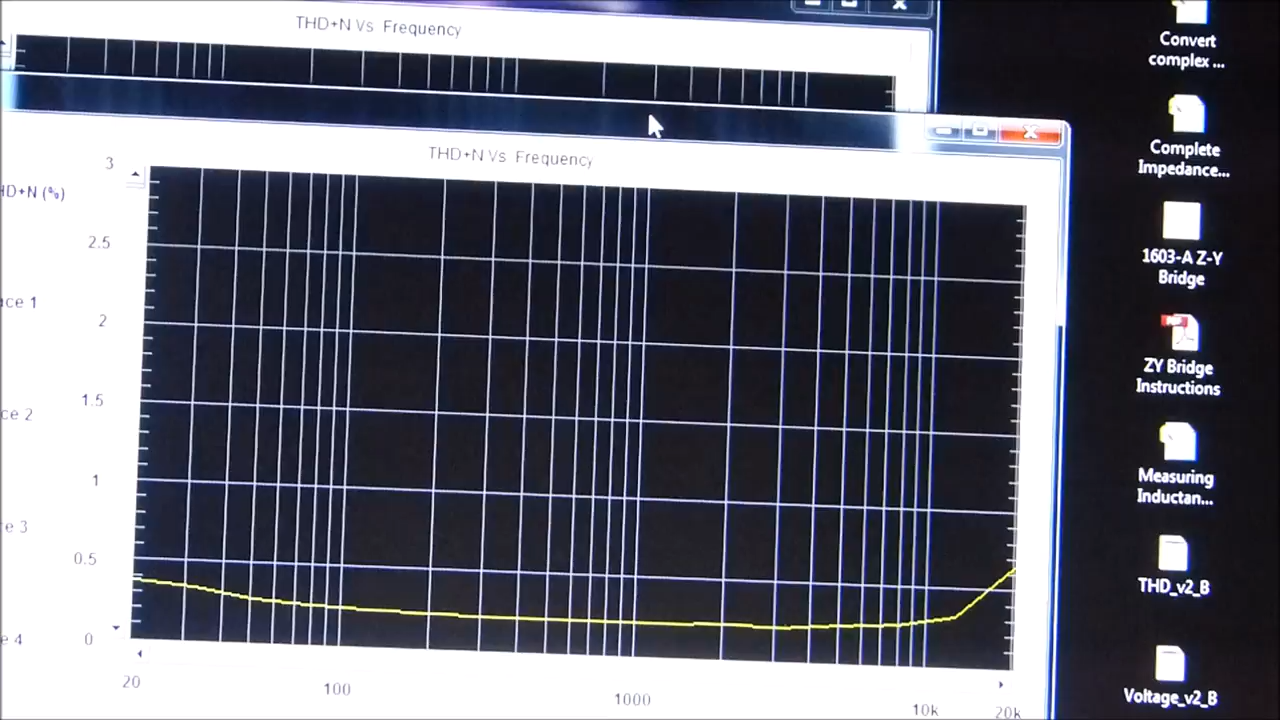 THD+N Vs Frequency
THD+N Vs Frequency
3
HD+N (%)
2.5
ce 1
2
1.5
ce 2
1
e 3
0.5
e 4
0
20
100
1000
10k
20k
Convert
complex ...
Complete
Impedance...
1603-A Z-Y
Bridge
ZY Bridge
Instructions
Measuring
Inductan...
THD_v2_B
Voltage_v2_B